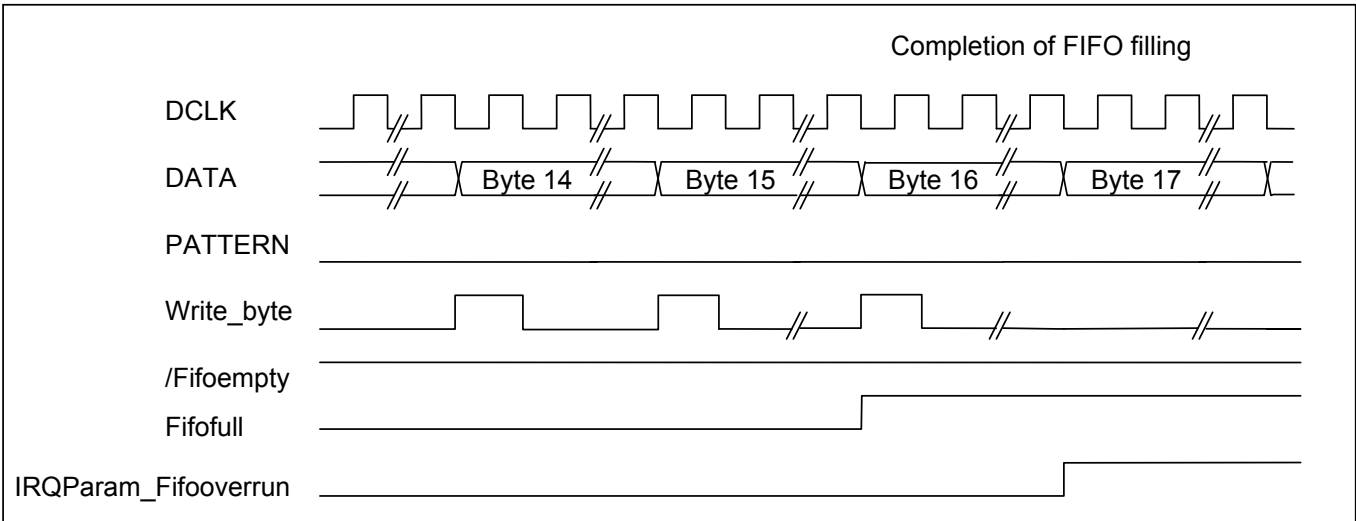 Completion of FIFO filling
DCLK
DATA
Byte 14 Byte 15 Byte 16 Byte 17
PATTERN
Write_byte
/Fifoempty
Fifofull
IRQParam_Fifooverrun